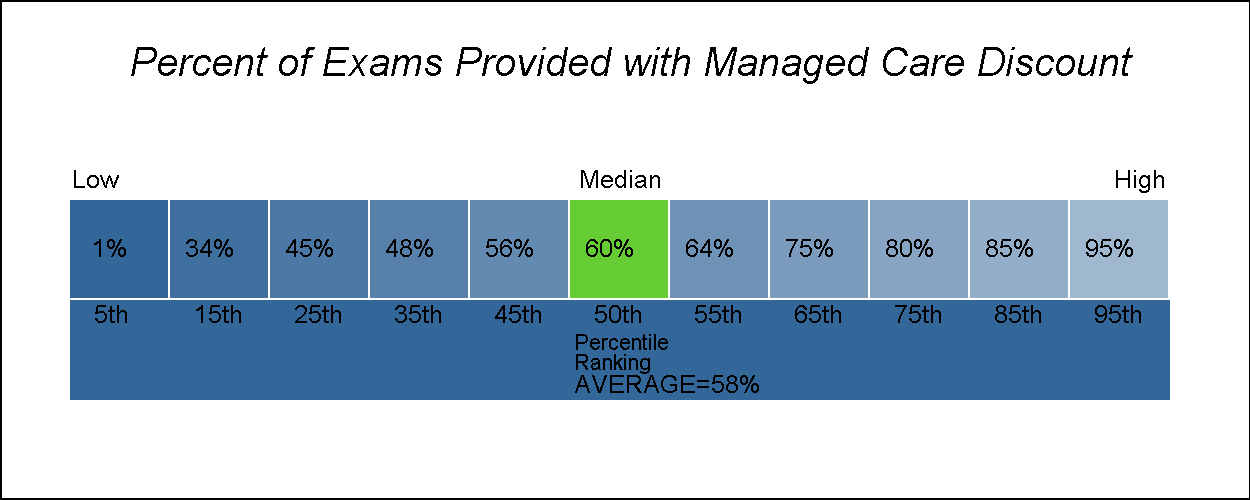 Percent of Exams Provided with Managed Care Discount
Low Median High
1% 34% 45% 48% 56% 60% 64% 75% 80% 85% 95%
5th 15th 25th 35th 45th 50th 55th 65th 75th 85th 95th
Percentile
Ranking
AVERAGE=58%